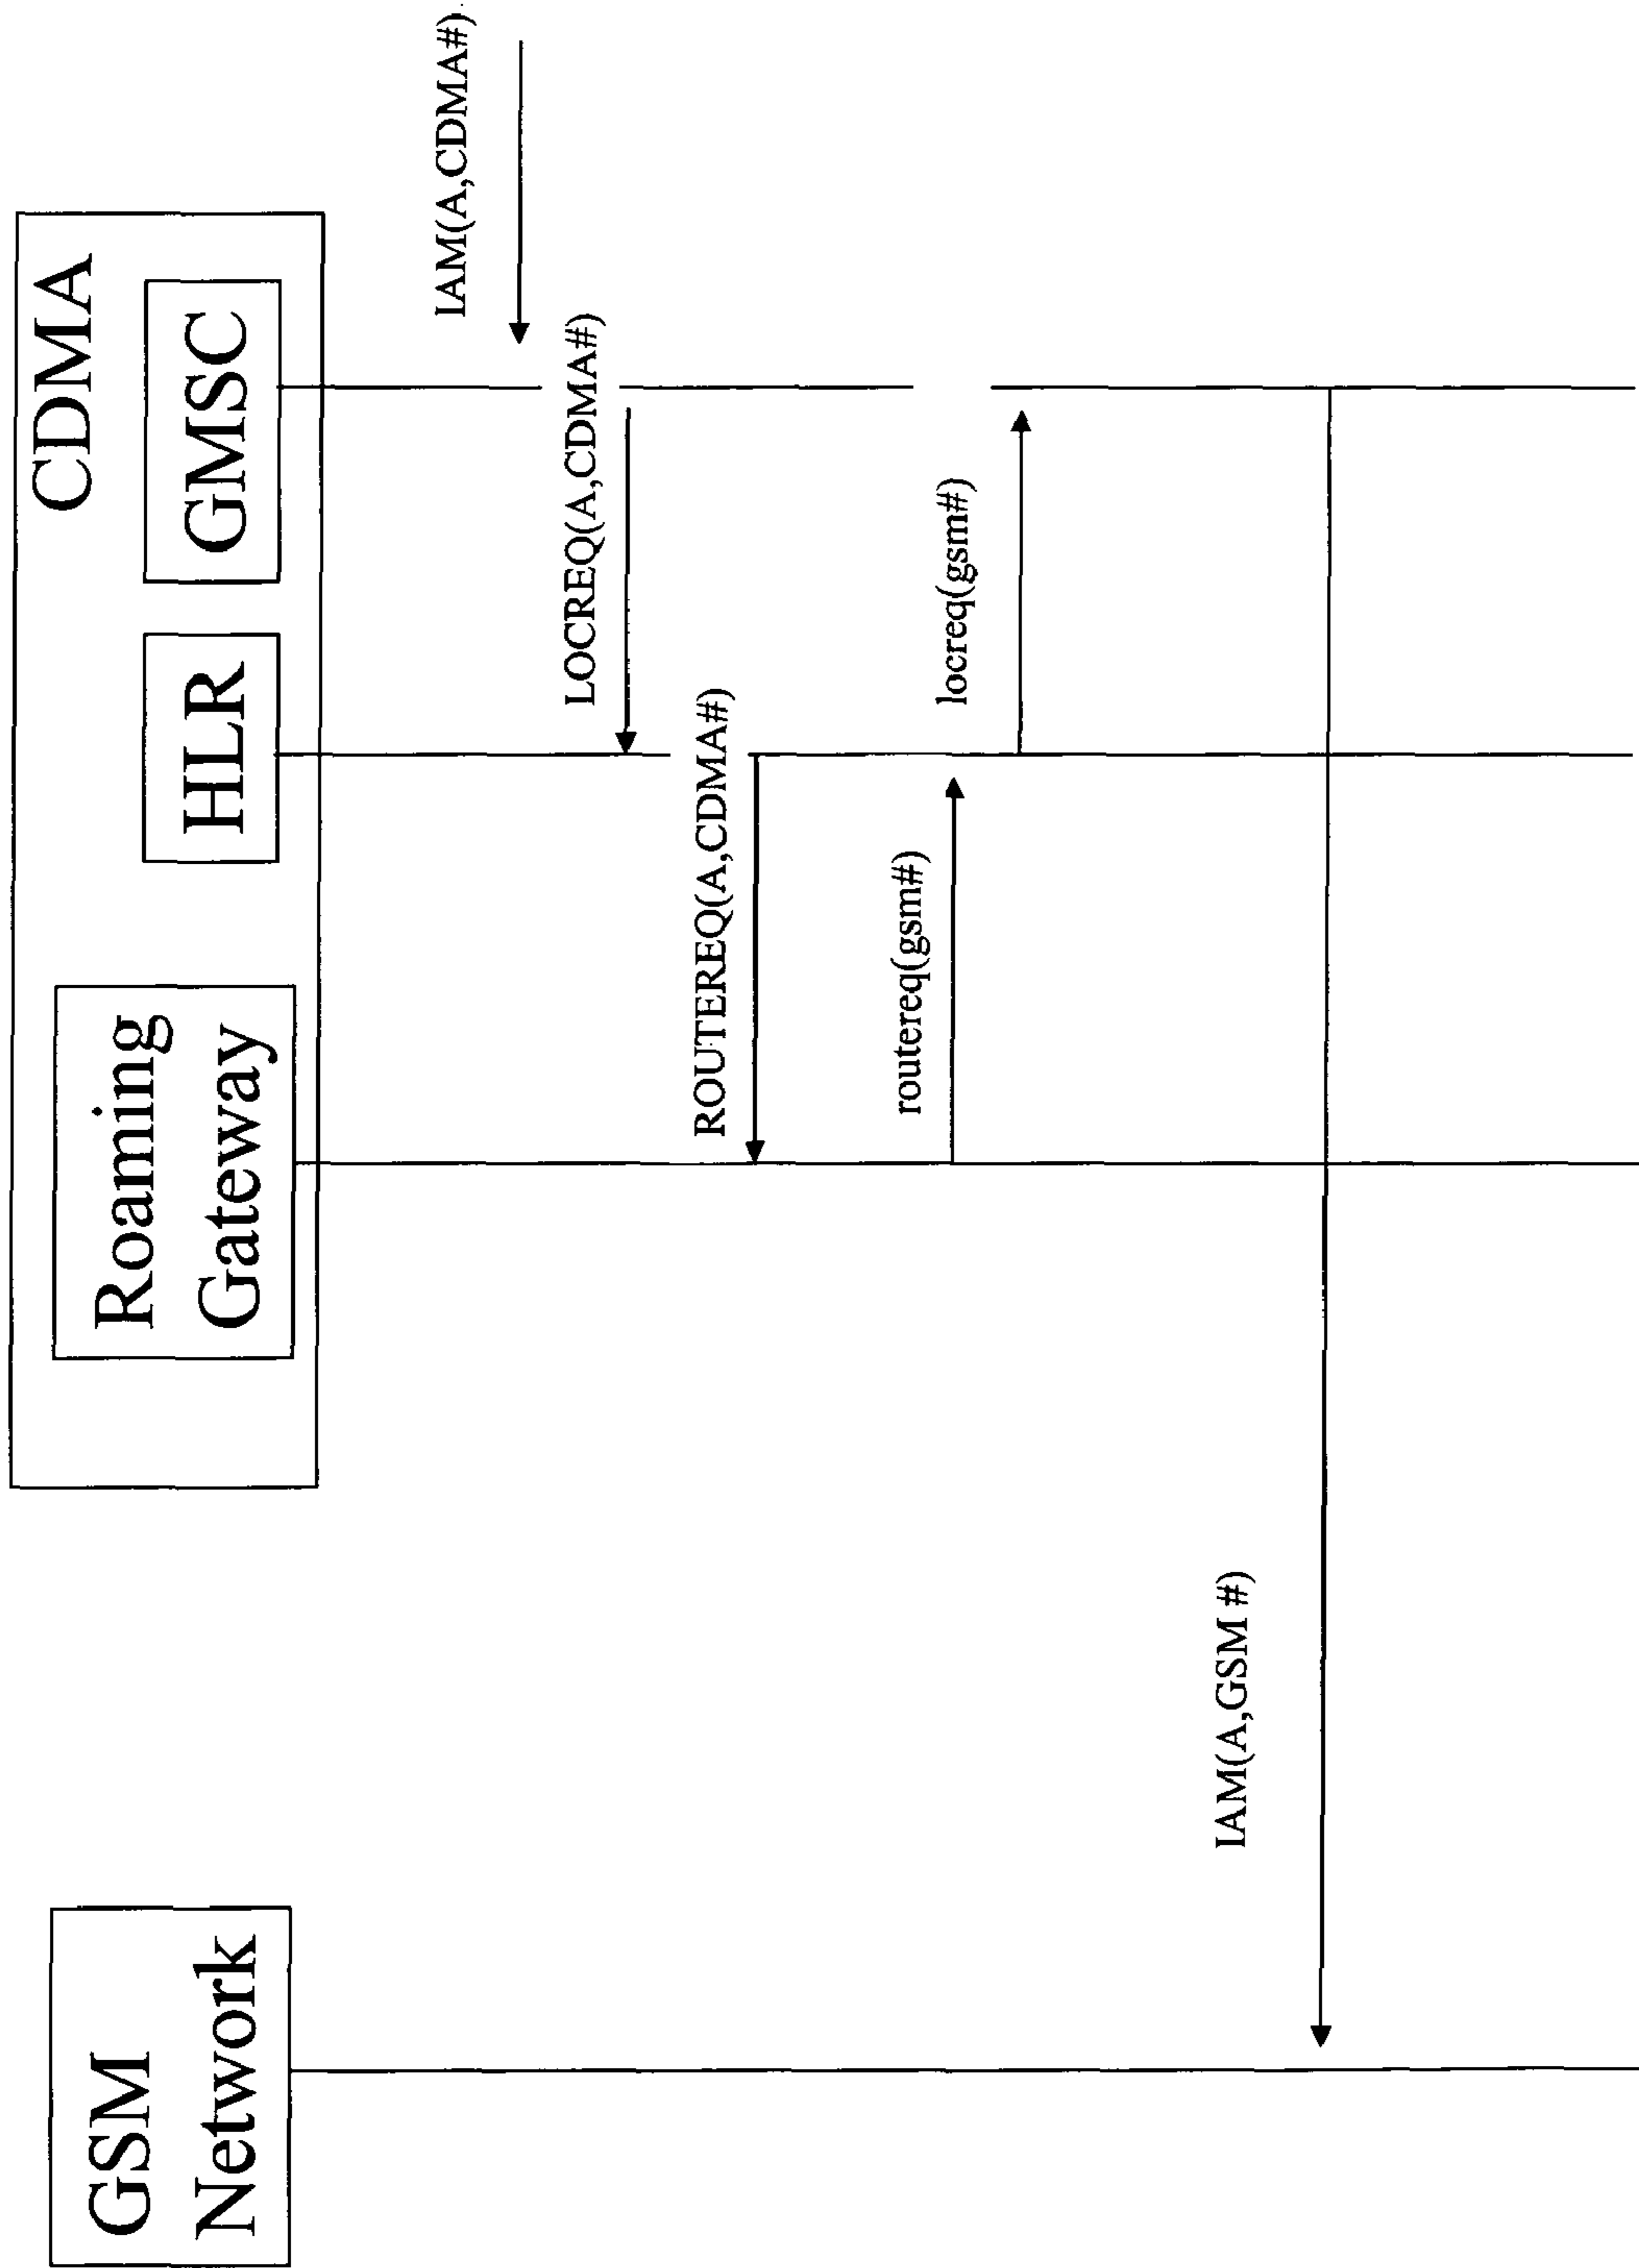 GSM
Network
Roaming
Gateway
CDMA
HLR
GMSC
IAM(A,CDMA#)
LOCREQ(A,CDMA#)
ROUTEREQ(A,CDMA#)
routereq(gsm#)
locreq(gsm#)
IAM(A,GSM #)